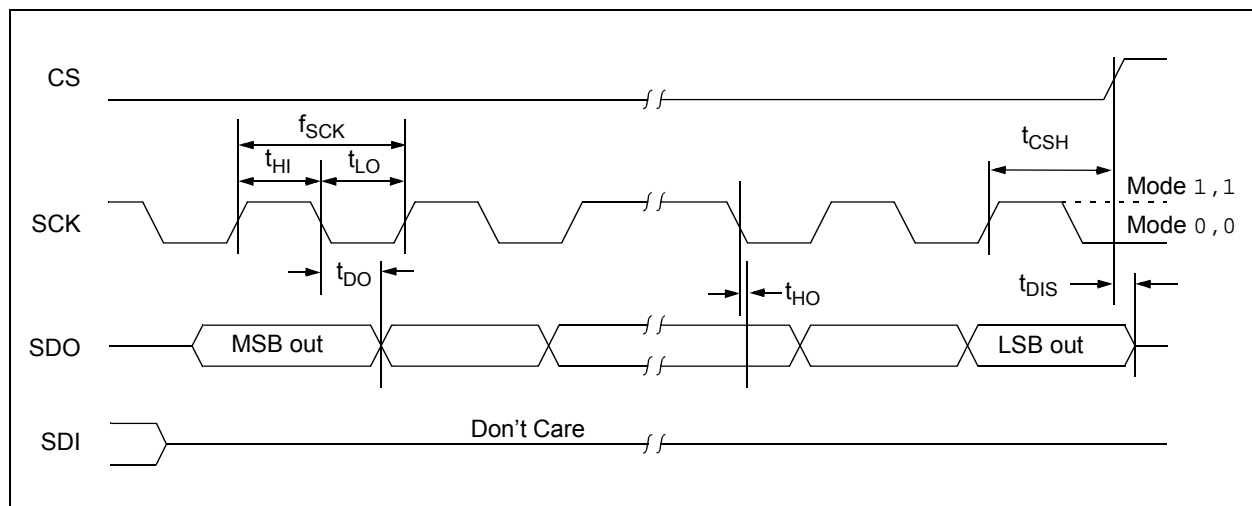 CS
fSCK
tHI
tLO
tCSH
Mode 1,1
SCK
Mode 0,0
tDO
tHO
tDIS
SDO
MSB out
LSB out
SDI
Don't Care